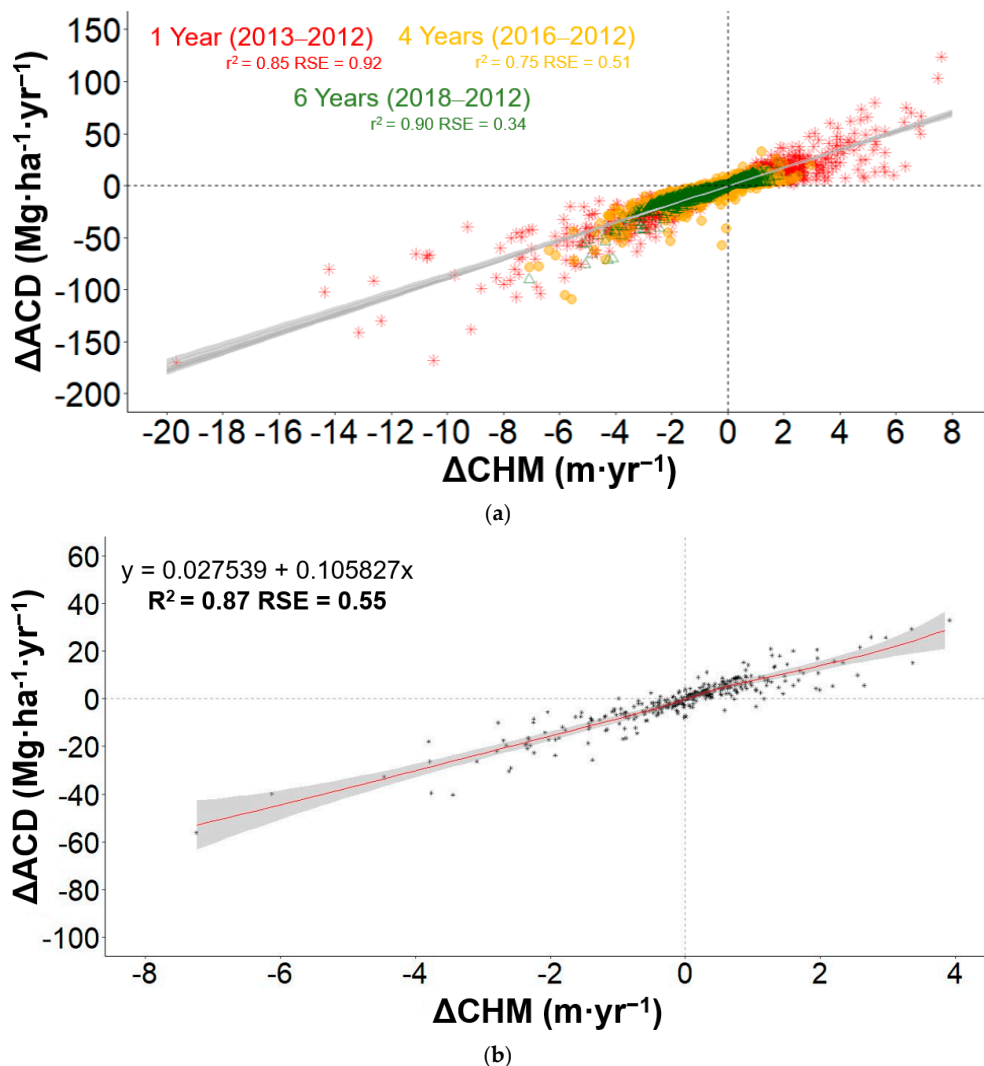 1 Year (2013–2012) 4 Years (2016–2012)
r² = 0.85 RSE = 0.92 r² = 0.75 RSE = 0.51
6 Years (2018–2012)
r² = 0.90 RSE = 0.34
ΔACD (Mg·ha⁻¹·yr⁻¹)
150
100
50
0
-50
-100
-150
-200
-20 -18 -16 -14 -12 -10 -8 -6 -4 -2 0 2 4 6 8
ΔCHM (m·yr⁻¹)
(a)
y = 0.027539 + 0.105827x
R² = 0.87 RSE = 0.55
ΔACD (Mg·ha⁻¹·yr⁻¹)
60
40
20
0
-20
-40
-60
-80
-100
-8 -6 -4 -2 0 2 4
ΔCHM (m·yr⁻¹)
(b)